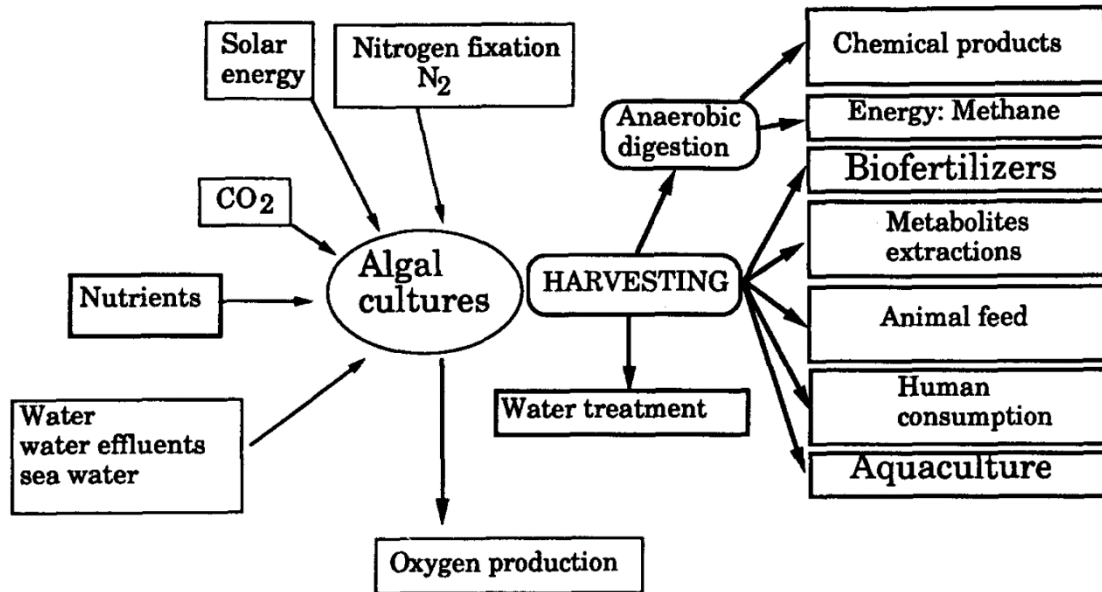 Solar
energy
Nitrogen fixation
N2
CO2
Nutrients
Water
water effluents
sea water
Algal
cultures
Oxygen production
HARVESTING
Anaerobic
digestion
Water treatment
Chemical products
Energy: Methane
Biofertilizers
Metabolites
extractions
Animal feed
Human
consumption
Aquaculture